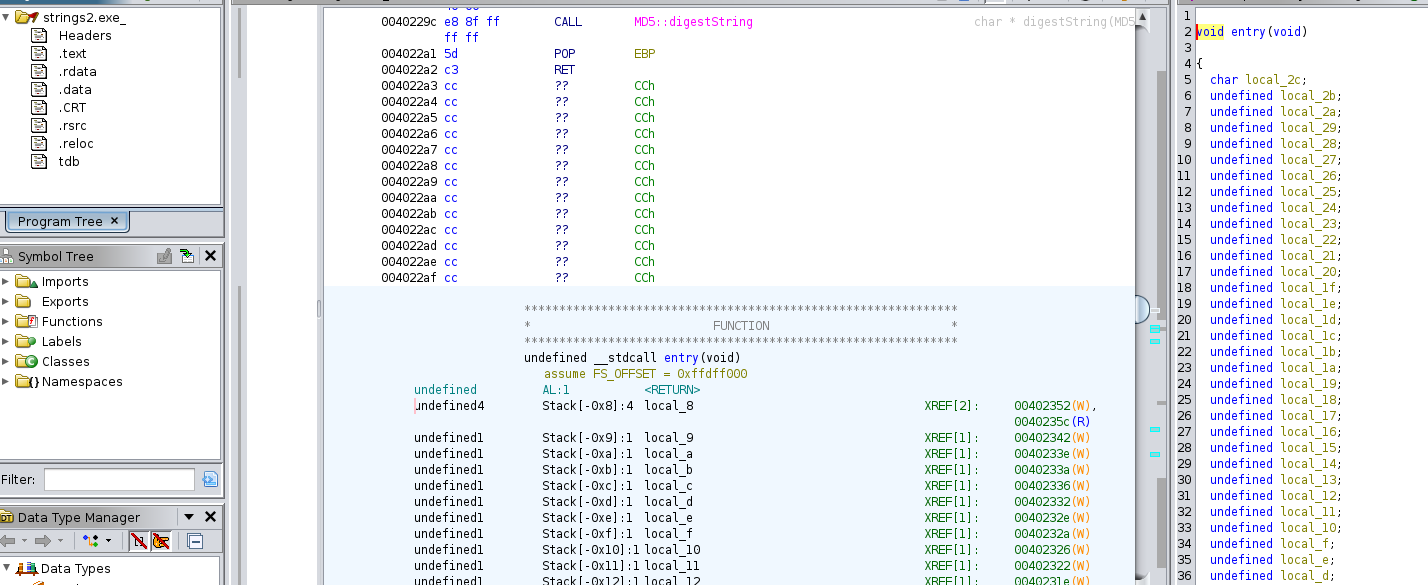 strings2.exe_
Headers
.text
.rdata
.data
.CRT
.rsrc
.reloc
tdb
Program Tree ×
Symbol Tree
Imports
Exports
Functions
Labels
Classes
Namespaces
Filter:
Data Type Manager
Data Types
0040229c e8 8f ff CALL MD5::digestString char * digestString(MD5
ff ff
004022a1 5d POP EBP
004022a2 c3 RET
004022a3 cc ?? CCh
004022a4 cc ?? CCh
004022a5 cc ?? CCh
004022a6 cc ?? CCh
004022a7 cc ?? CCh
004022a8 cc ?? CCh
004022a9 cc ?? CCh
004022aa cc ?? CCh
004022ab cc ?? CCh
004022ac cc ?? CCh
004022ad cc ?? CCh
004022ae cc ?? CCh
004022af cc ?? CCh
**************************************************************
* FUNCTION *
**************************************************************
undefined __stdcall entry(void)
assume FS_OFFSET = 0xffdff000
undefined AL:1 <RETURN>
undefined4 Stack[-0x8]:4 local_8 XREF[2]: 00402352(W),
0040235c(R)
undefined1 Stack[-0x9]:1 local_9 XREF[1]: 00402342(W)
undefined1 Stack[-0xa]:1 local_a XREF[1]: 0040233e(W)
undefined1 Stack[-0xb]:1 local_b XREF[1]: 0040233a(W)
undefined1 Stack[-0xc]:1 local_c XREF[1]: 00402336(W)
undefined1 Stack[-0xd]:1 local_d XREF[1]: 00402332(W)
undefined1 Stack[-0xe]:1 local_e XREF[1]: 0040232e(W)
undefined1 Stack[-0xf]:1 local_f XREF[1]: 0040232a(W)
undefined1 Stack[-0x10]:1 local_10 XREF[1]: 00402326(W)
undefined1 Stack[-0x11]:1 local_11 XREF[1]: 00402322(W)
undefined1 Stack[-0x12]:1 local_12 XREF[1]: 0040231e(W)
1
2 void entry(void)
3
4 {
5 char local_2c;
6 undefined local_2b;
7 undefined local_2a;
8 undefined local_29;
9 undefined local_28;
10 undefined local_27;
11 undefined local_26;
12 undefined local_25;
13 undefined local_24;
14 undefined local_23;
15 undefined local_22;
16 undefined local_21;
17 undefined local_20;
18 undefined local_1f;
19 undefined local_1e;
20 undefined local_1d;
21 undefined local_1c;
22 undefined local_1b;
23 undefined local_1a;
24 undefined local_19;
25 undefined local_18;
26 undefined local_17;
27 undefined local_16;
28 undefined local_15;
29 undefined local_14;
30 undefined local_13;
31 undefined local_12;
32 undefined local_11;
33 undefined local_10;
34 undefined local_f;
35 undefined local_e;
36 undefined local_d;